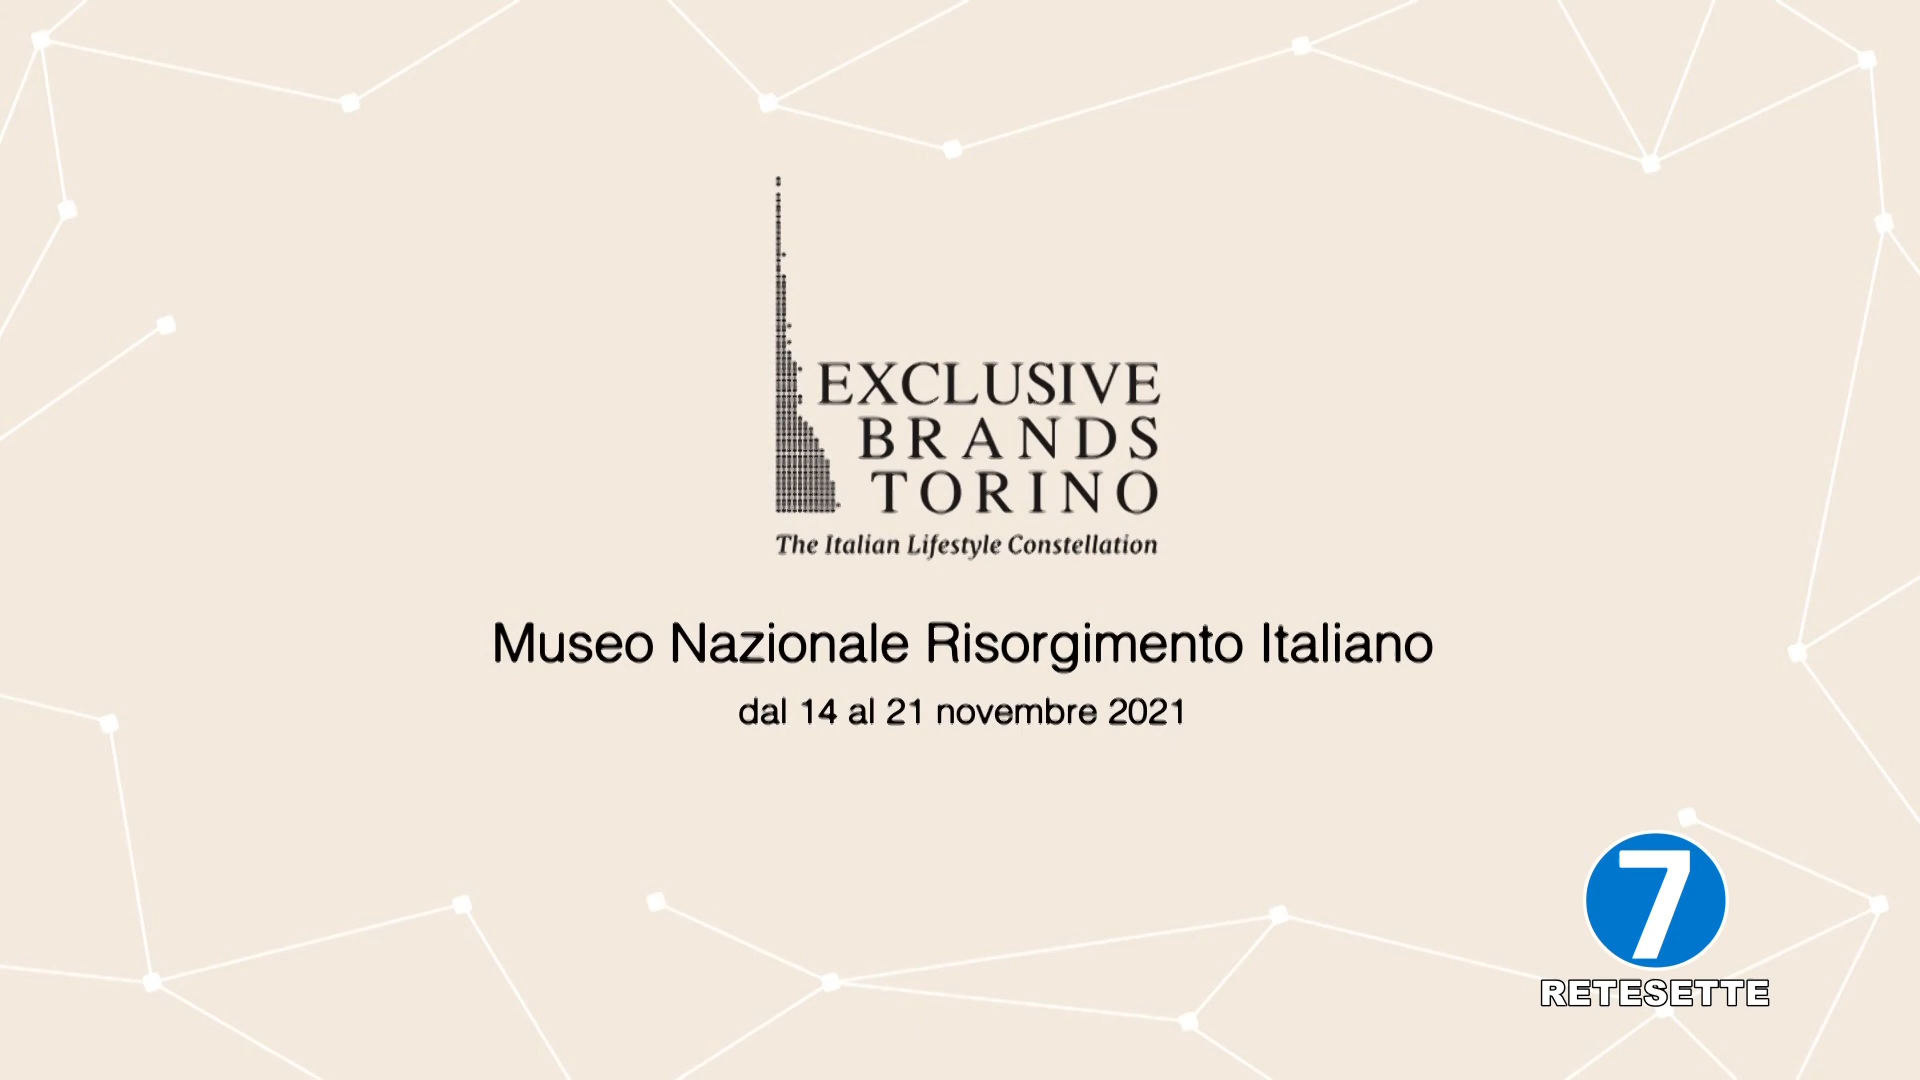 EXCLUSIVE
BRANDS
TORINO
The Italian Lifestyle Constellation
Museo Nazionale Risorgimento Italiano
dal 14 al 21 novembre 2021
7
RETESETTE